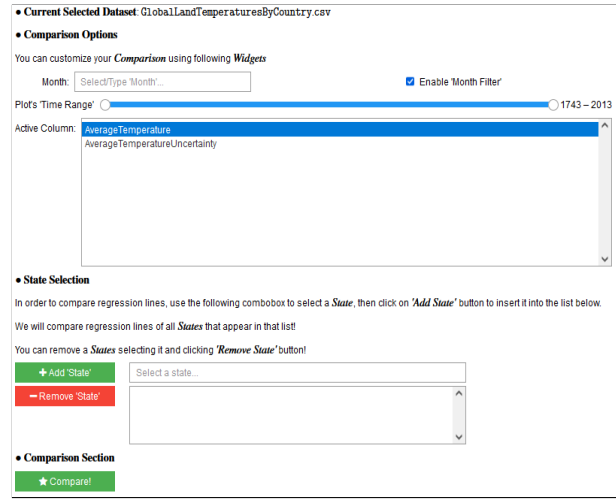 ● Current Selected Dataset: GlobalLandTemperaturesByCountry.csv
● Comparison Options
You can customize your Comparison using following Widgets
Month: Select/Type 'Month'... Enable 'Month Filter'
Plot's 'Time Range' 1743 – 2013
Active Column: AverageTemperature
AverageTemperatureUncertainty
● State Selection
In order to compare regression lines, use the following combobox to select a State, then click on 'Add State' button to insert it into the list below.
We will compare regression lines of all States that appear in that list!
You can remove a States selecting it and clicking 'Remove State' button!
+ Add 'State' Select a state...
− Remove 'State'
● Comparison Section
★ Compare!